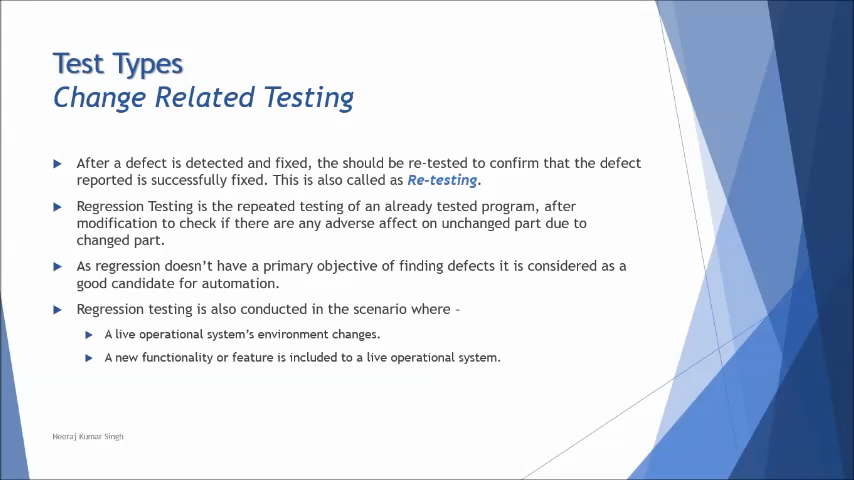 Test Types
Change Related Testing
After a defect is detected and fixed, the should be re-tested to confirm that the defect
reported is successfully fixed. This is also called as Re-testing.
Regression Testing is the repeated testing of an already tested program, after
modification to check if there are any adverse affect on unchanged part due to
changed part.
As regression doesn't have a primary objective of finding defects it is considered as a
good candidate for automation.
Regression testing is also conducted in the scenario where –
A live operational system's environment changes.
A new functionality or feature is included to a live operational system.
Neeraj Kumar Singh